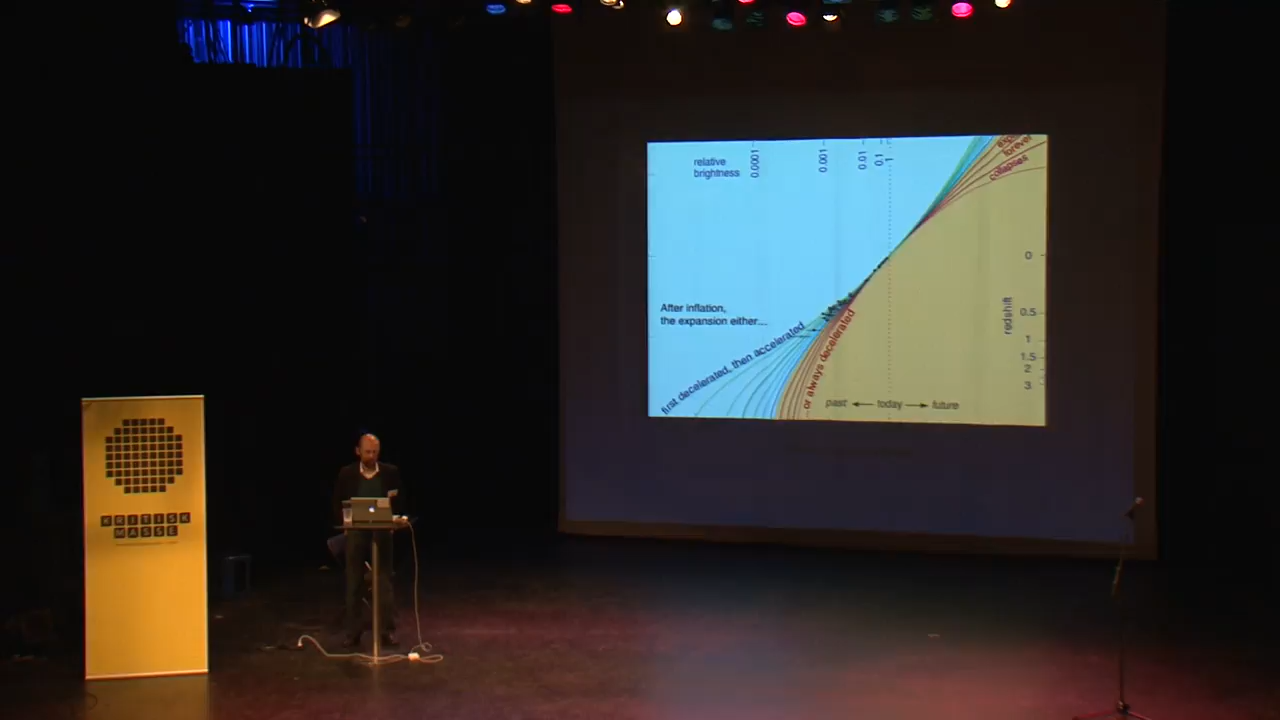 relative
brightness
0.0001
0.001
0.01
0.1
1
forever
collapses
After inflation,
the expansion either...
first decelerated, then accelerated
...or always decelerated
0
0.5
1
1.5
2
3
redshift
past
today
future
KRITISK
MASSE